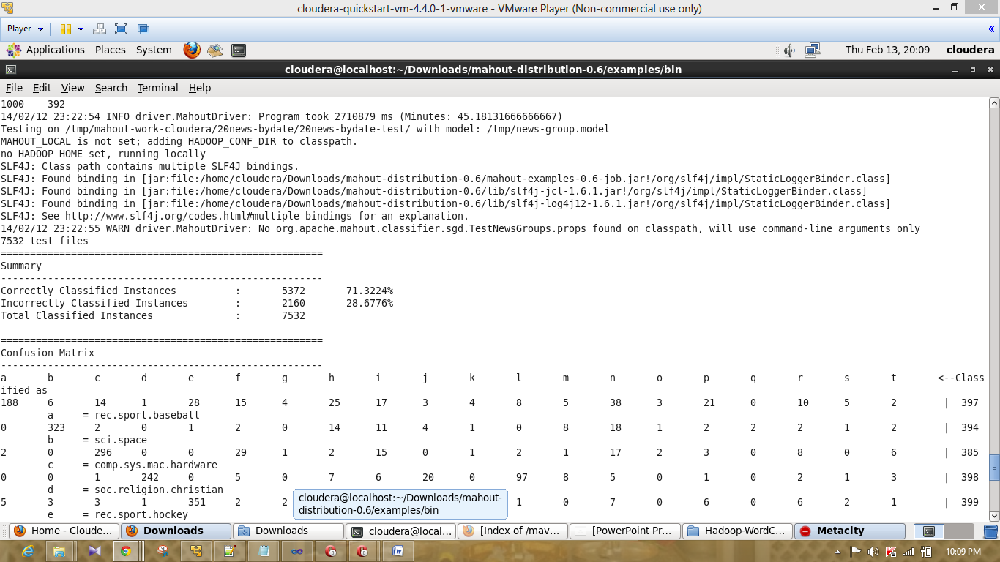 cloudera-quickstart-vm-4.4.0-1-vmware - VMware Player (Non-commercial use only)
Player
Applications Places System Thu Feb 13, 20:09 cloudera
cloudera@localhost:~/Downloads/mahout-distribution-0.6/examples/bin
File Edit View Search Terminal Help
1000 392
14/02/12 23:22:54 INFO driver.MahoutDriver: Program took 2710879 ms (Minutes: 45.18131666666667)
Testing on /tmp/mahout-work-cloudera/20news-bydate/20news-bydate-test/ with model: /tmp/news-group.model
MAHOUT_LOCAL is not set; adding HADOOP_CONF_DIR to classpath.
no HADOOP_HOME set, running locally
SLF4J: Class path contains multiple SLF4J bindings.
SLF4J: Found binding in [jar:file:/home/cloudera/Downloads/mahout-distribution-0.6/mahout-examples-0.6-job.jar!/org/slf4j/impl/StaticLoggerBinder.class]
SLF4J: Found binding in [jar:file:/home/cloudera/Downloads/mahout-distribution-0.6/lib/slf4j-jcl-1.6.1.jar!/org/slf4j/impl/StaticLoggerBinder.class]
SLF4J: Found binding in [jar:file:/home/cloudera/Downloads/mahout-distribution-0.6/lib/slf4j-log4j12-1.6.1.jar!/org/slf4j/impl/StaticLoggerBinder.class]
SLF4J: See http://www.slf4j.org/codes.html#multiple_bindings for an explanation.
14/02/12 23:22:55 WARN driver.MahoutDriver: No org.apache.mahout.classifier.sgd.TestNewsGroups.props found on classpath, will use command-line arguments only
7532 test files
=======================================================
Summary
-------------------------------------------------------
Correctly Classified Instances : 5372 71.3224%
Incorrectly Classified Instances : 2160 28.6776%
Total Classified Instances : 7532
=======================================================
Confusion Matrix
-------------------------------------------------------
a b c d e f g h i j k l m n o p q r s t <--Class
ified as
188 6 14 1 28 15 4 25 17 3 4 8 5 38 3 21 0 10 5 2 | 397
a = rec.sport.baseball
0 323 2 0 1 2 0 14 11 4 1 0 8 18 1 2 2 2 1 2 | 394
b = sci.space
2 0 296 0 0 29 1 2 15 0 1 2 1 17 2 3 0 8 0 6 | 385
c = comp.sys.mac.hardware
0 0 1 242 0 5 0 7 6 20 0 97 8 5 0 1 0 2 1 3 | 398
d = soc.religion.christian
5 3 3 1 351 2 2 1 0 7 0 6 0 6 2 1 | 399
e = rec.sport.hockey
cloudera@localhost:~/Downloads/mahout-
distribution-0.6/examples/bin
Home - Cloude... Downloads Downloads cloudera@local... [Index of /mav... [PowerPoint Pr... Hadoop-WordC... Metacity
10:09 PM